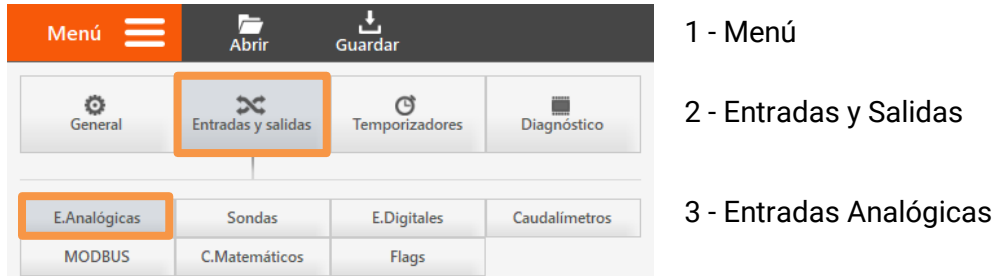 Menú
Abrir
Guardar
1 - Menú
General
Entradas y salidas
Temporizadores
Diagnóstico
2 - Entradas y Salidas
E.Analógicas
Sondas
E.Digitales
Caudalímetros
3 - Entradas Analógicas
MODBUS
C.Matemáticos
Flags